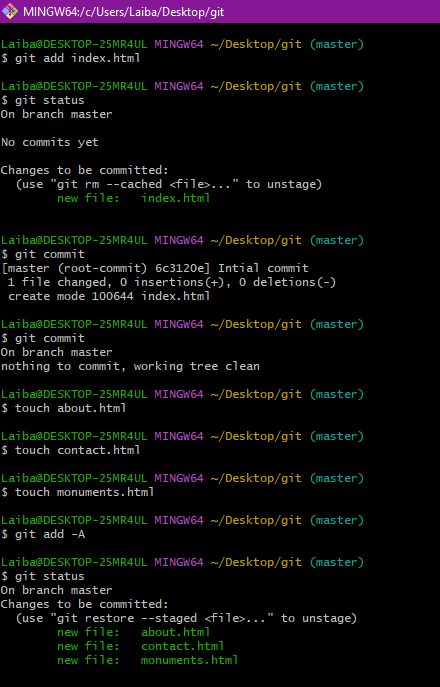 MINGW64:/c/Users/Laiba/Desktop/git
Laiba@DESKTOP-25MR4UL MINGW64 ~/Desktop/git (master)
$ git add index.html
Laiba@DESKTOP-25MR4UL MINGW64 ~/Desktop/git (master)
$ git status
On branch master
No commits yet
Changes to be committed:
  (use "git rm --cached <file>..." to unstage)
        new file:   index.html
Laiba@DESKTOP-25MR4UL MINGW64 ~/Desktop/git (master)
$ git commit
[master (root-commit) 6c3120e] Intial commit
 1 file changed, 0 insertions(+), 0 deletions(-)
 create mode 100644 index.html
Laiba@DESKTOP-25MR4UL MINGW64 ~/Desktop/git (master)
$ git commit
On branch master
nothing to commit, working tree clean
Laiba@DESKTOP-25MR4UL MINGW64 ~/Desktop/git (master)
$ touch about.html
Laiba@DESKTOP-25MR4UL MINGW64 ~/Desktop/git (master)
$ touch contact.html
Laiba@DESKTOP-25MR4UL MINGW64 ~/Desktop/git (master)
$ touch monuments.html
Laiba@DESKTOP-25MR4UL MINGW64 ~/Desktop/git (master)
$ git add -A
Laiba@DESKTOP-25MR4UL MINGW64 ~/Desktop/git (master)
$ git status
On branch master
Changes to be committed:
  (use "git restore --staged <file>..." to unstage)
        new file:   about.html
        new file:   contact.html
        new file:   monuments.html